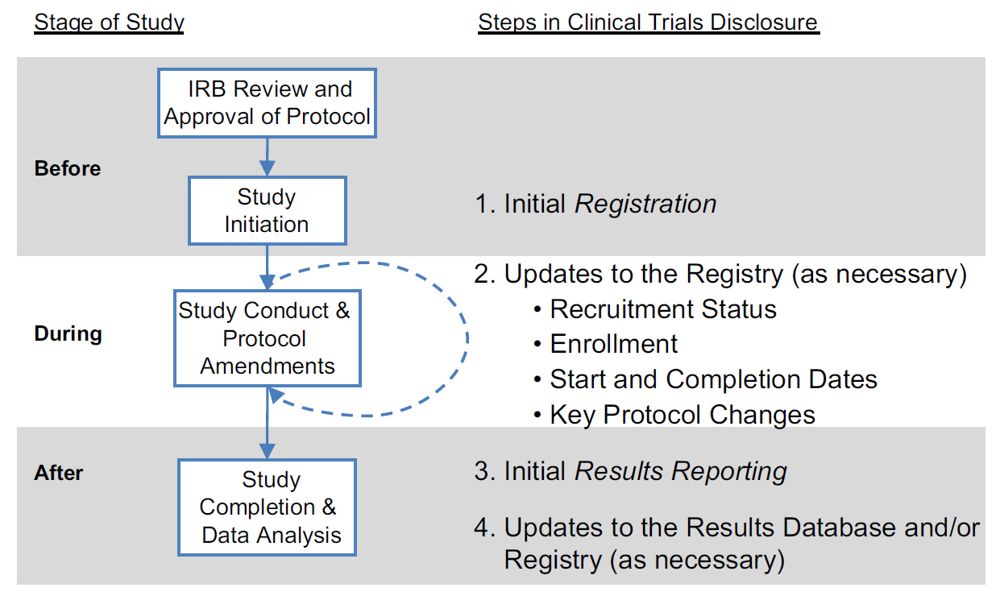 Stage of Study
Steps in Clinical Trials Disclosure
Before
IRB Review and
Approval of Protocol
Study
Initiation
1. Initial Registration
During
Study Conduct &
Protocol
Amendments
2. Updates to the Registry (as necessary)
• Recruitment Status
• Enrollment
• Start and Completion Dates
• Key Protocol Changes
After
Study
Completion &
Data Analysis
3. Initial Results Reporting
4. Updates to the Results Database and/or
Registry (as necessary)